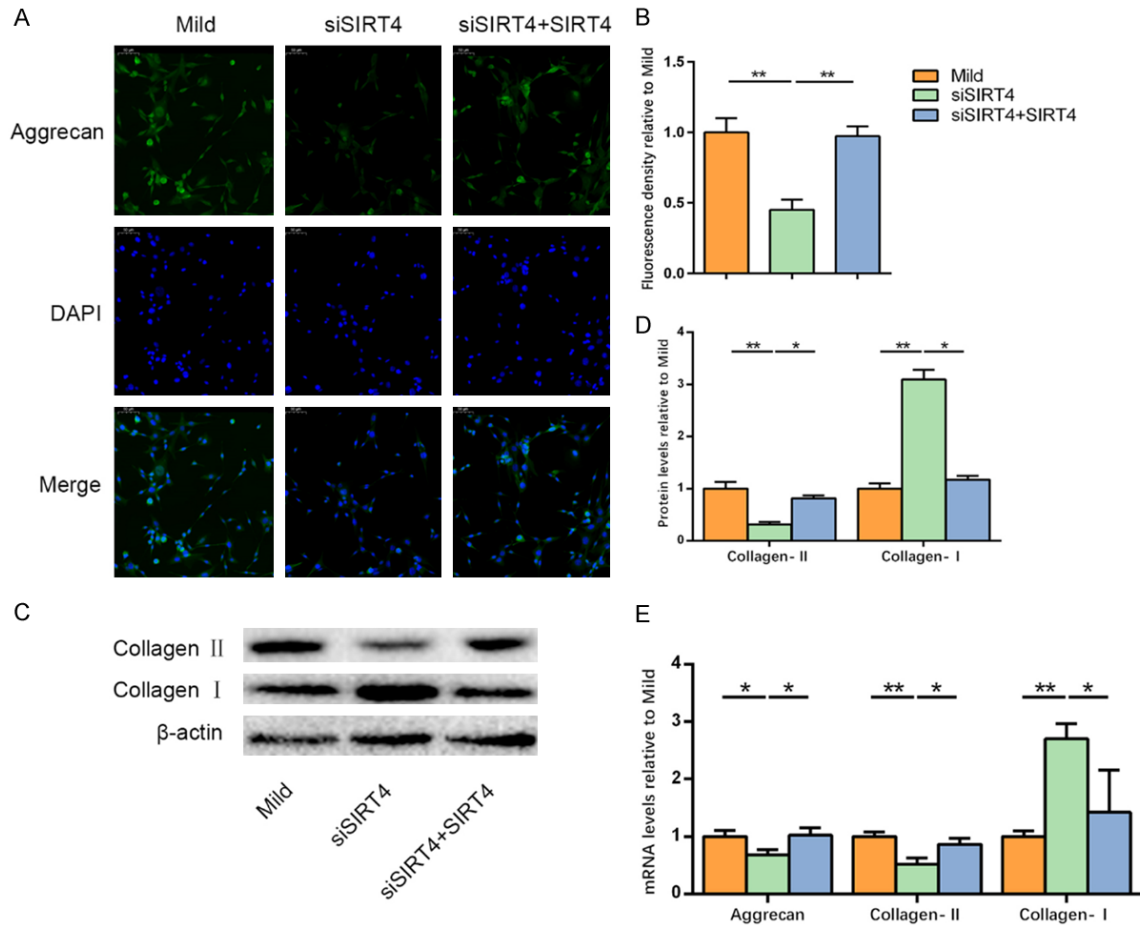 A
Mild
siSIRT4
siSIRT4+SIRT4
Aggrecan
DAPI
Merge
B
Fluorescence density relative to Mild
1.5
1.0
0.5
0.0
**
**
Mild
siSIRT4
siSIRT4+SIRT4
C
Collagen Ⅱ
Collagen Ⅰ
β-actin
Mild
siSIRT4
siSIRT4+SIRT4
D
Protein levels relative to Mild
4
3
2
1
0
**
*
**
*
Collagen- II
Collagen- I
E
mRNA levels relative to Mild
4
3
2
1
0
*
*
**
*
**
*
Aggrecan
Collagen- II
Collagen- I